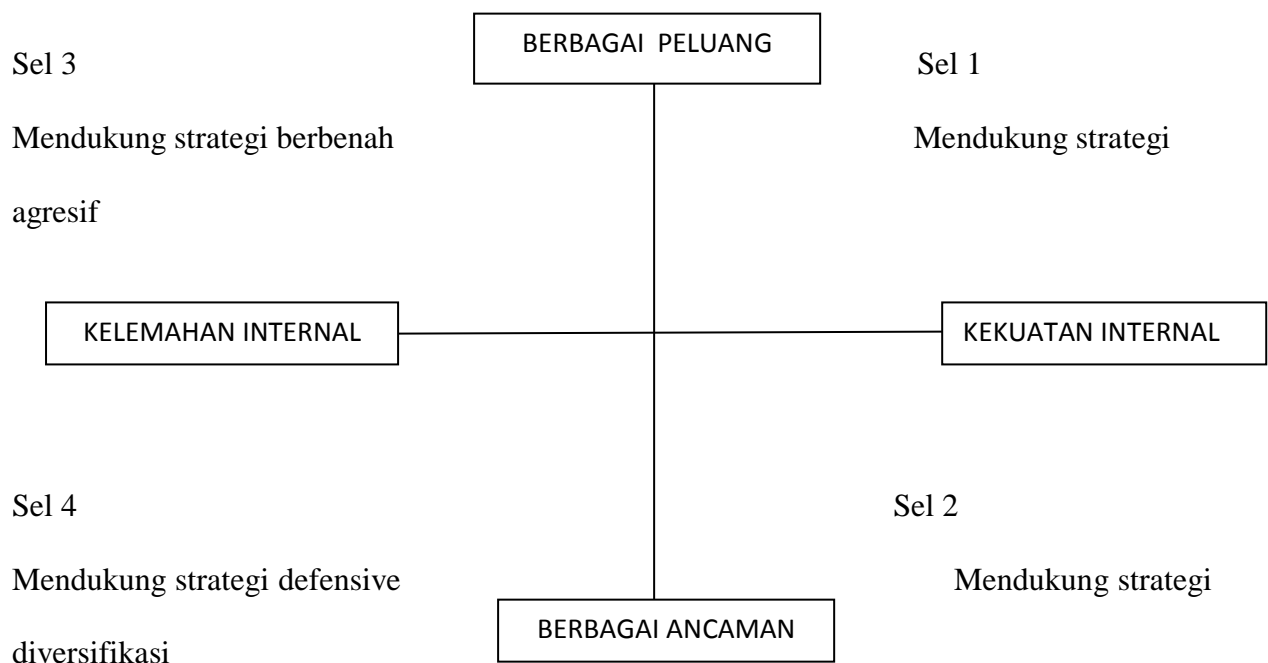 BERBAGAI PELUANG
Sel 3 Sel 1
Mendukung strategi berbenah Mendukung strategi
agresif
KELEMAHAN INTERNAL KEKUATAN INTERNAL
Sel 4 Sel 2
Mendukung strategi defensive Mendukung strategi
BERBAGAI ANCAMAN
diversifikasi